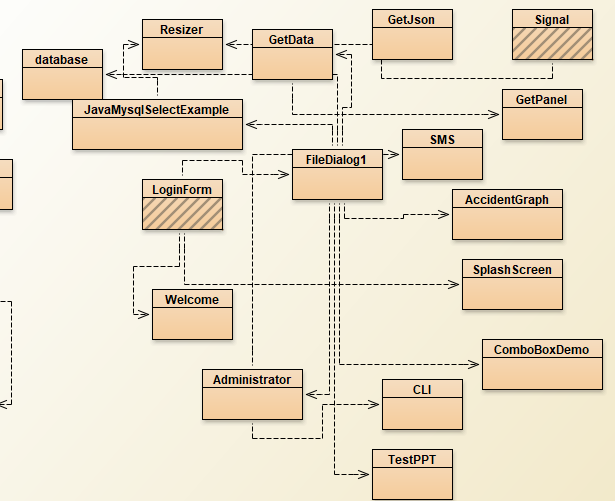 GetJson
Signal
Resizer
GetData
database
GetPanel
JavaMysqlSelectExample
SMS
FileDialog1
LoginForm
AccidentGraph
SplashScreen
Welcome
ComboBoxDemo
Administrator
CLI
TestPPT